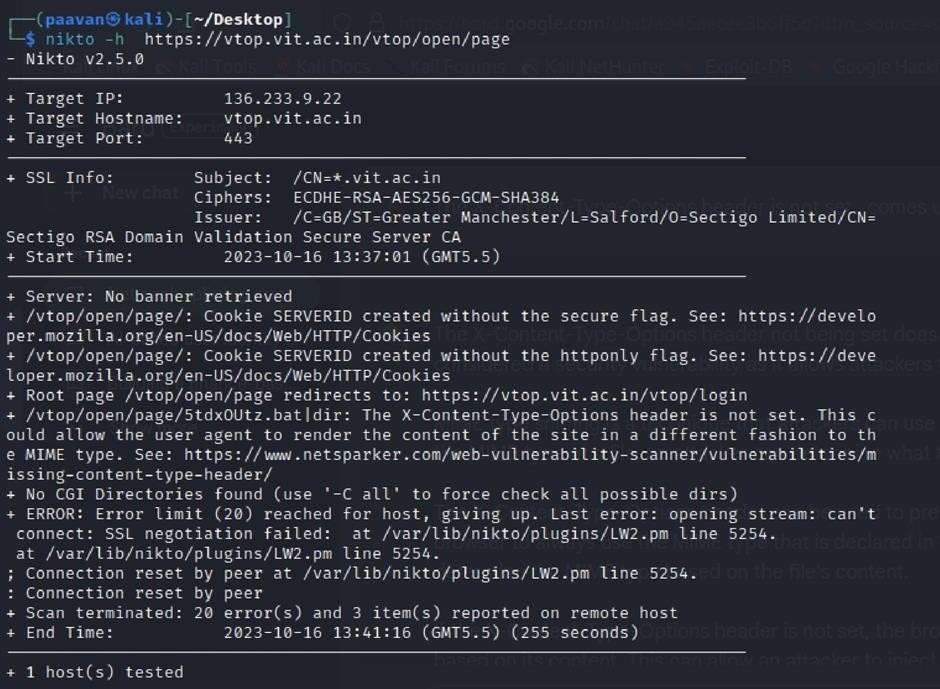 ┌──(paavan㉿kali)-[~/Desktop]
└─$ nikto -h  https://vtop.vit.ac.in/vtop/open/page
- Nikto v2.5.0
+ Target IP:          136.233.9.22
+ Target Hostname:    vtop.vit.ac.in
+ Target Port:        443
+ SSL Info:        Subject:  /CN=*.vit.ac.in
                   Ciphers:  ECDHE-RSA-AES256-GCM-SHA384
                   Issuer:   /C=GB/ST=Greater Manchester/L=Salford/O=Sectigo Limited/CN=
Sectigo RSA Domain Validation Secure Server CA
+ Start Time:         2023-10-16 13:37:01 (GMT5.5)
+ Server: No banner retrieved
+ /vtop/open/page/: Cookie SERVERID created without the secure flag. See: https://develo
per.mozilla.org/en-US/docs/Web/HTTP/Cookies
+ /vtop/open/page/: Cookie SERVERID created without the httponly flag. See: https://deve
loper.mozilla.org/en-US/docs/Web/HTTP/Cookies
+ Root page /vtop/open/page redirects to: https://vtop.vit.ac.in/vtop/login
+ /vtop/open/page/5tdxOUtz.bat|dir: The X-Content-Type-Options header is not set. This c
ould allow the user agent to render the content of the site in a different fashion to th
e MIME type. See: https://www.netsparker.com/web-vulnerability-scanner/vulnerabilities/m
issing-content-type-header/
+ No CGI Directories found (use '-C all' to force check all possible dirs)
+ ERROR: Error limit (20) reached for host, giving up. Last error: opening stream: can't
 connect: SSL negotiation failed:  at /var/lib/nikto/plugins/LW2.pm line 5254.
 at /var/lib/nikto/plugins/LW2.pm line 5254.
; Connection reset by peer at /var/lib/nikto/plugins/LW2.pm line 5254.
: Connection reset by peer
+ Scan terminated: 20 error(s) and 3 item(s) reported on remote host
+ End Time:           2023-10-16 13:41:16 (GMT5.5) (255 seconds)
+ 1 host(s) tested